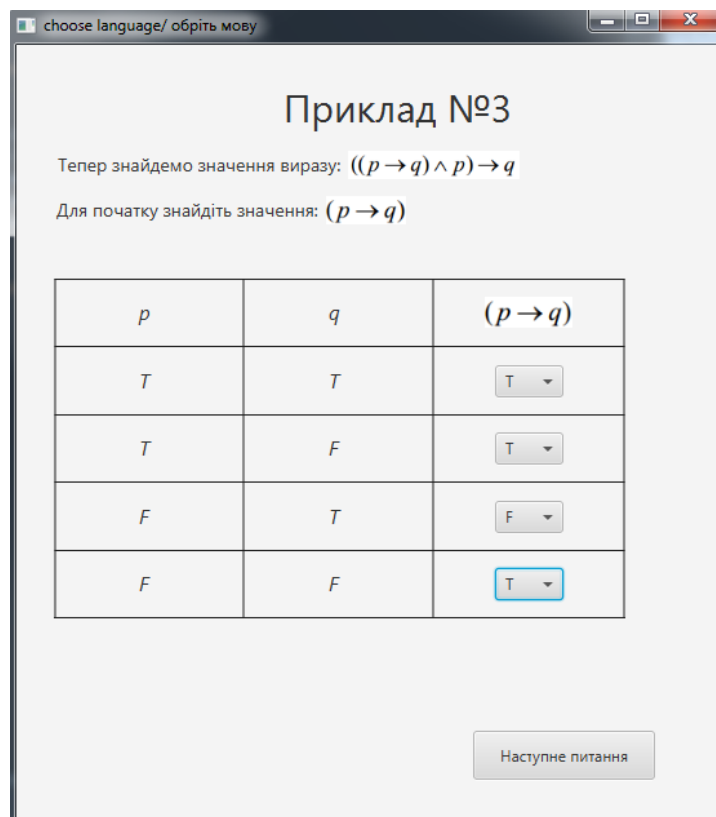 choose language/ обріть мову
Приклад №3
Тепер знайдемо значення виразу: ((p → q) ∧ p) → q
Для початку знайдіть значення: (p → q)
p q (p → q)
T T T
T F T
F T F
F F T
Наступне питання